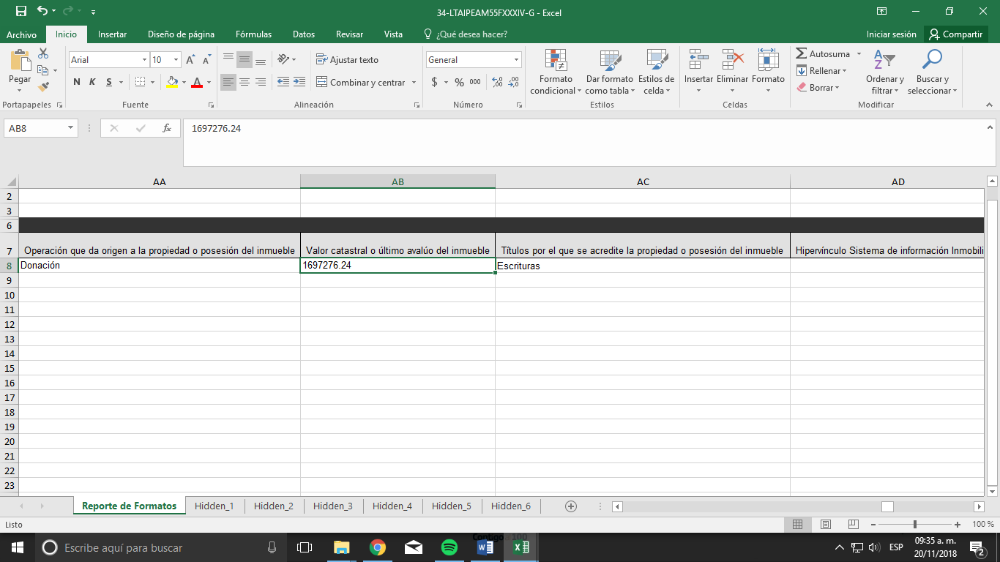 34-LTAIPEAM55FXXXIV-G - Excel
Archivo Inicio Insertar Diseño de página Fórmulas Datos Revisar Vista ¿Qué desea hacer? Iniciar sesión Compartir
Pegar
Portapapeles
Arial 10
N K S
Fuente
Ajustar texto
Combinar y centrar
Alineación
General
$ % 000
Número
Formato condicional
Dar formato como tabla
Estilos de celda
Estilos
Insertar Eliminar Formato
Celdas
Autosuma
Rellenar
Borrar
Ordenar y filtrar
Buscar y seleccionar
Modificar
AB8 fx 1697276.24
AA AB AC AD
2
3
6
7 Operación que da origen a la propiedad o posesión del inmueble Valor catastral o último avalúo del inmueble Títulos por el que se acredite la propiedad o posesión del inmueble Hipervínculo Sistema de información Inmobili
8 Donación 1697276.24 Escrituras
9
10
11
12
13
14
15
16
17
18
19
20
21
22
23
Reporte de Formatos Hidden_1 Hidden_2 Hidden_3 Hidden_4 Hidden_5 Hidden_6
Listo 100 %
Escribe aquí para buscar
Contigo 100
ESP
09:35 a. m.
20/11/2018
2